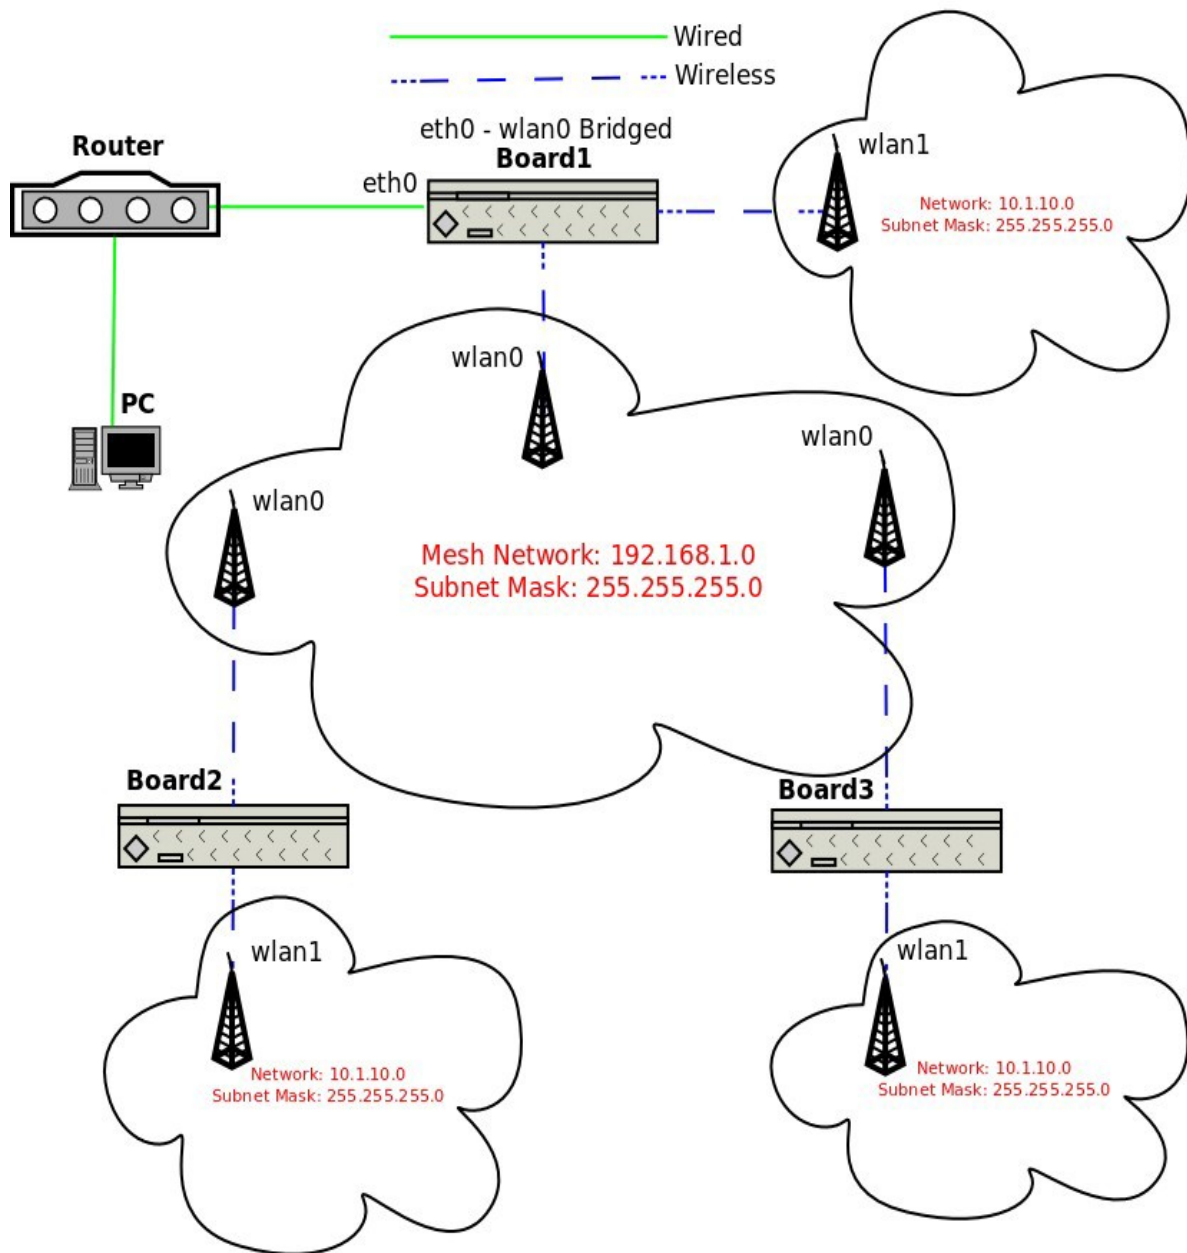 Wired
Wireless
eth0 - wlan0 Bridged
Router
Board1
wlan1
eth0
Network: 10.1.10.0
Subnet Mask: 255.255.255.0
wlan0
PC
wlan0
wlan0
Mesh Network: 192.168.1.0
Subnet Mask: 255.255.255.0
Board2
Board3
wlan1
wlan1
Network: 10.1.10.0
Subnet Mask: 255.255.255.0
Network: 10.1.10.0
Subnet Mask: 255.255.255.0